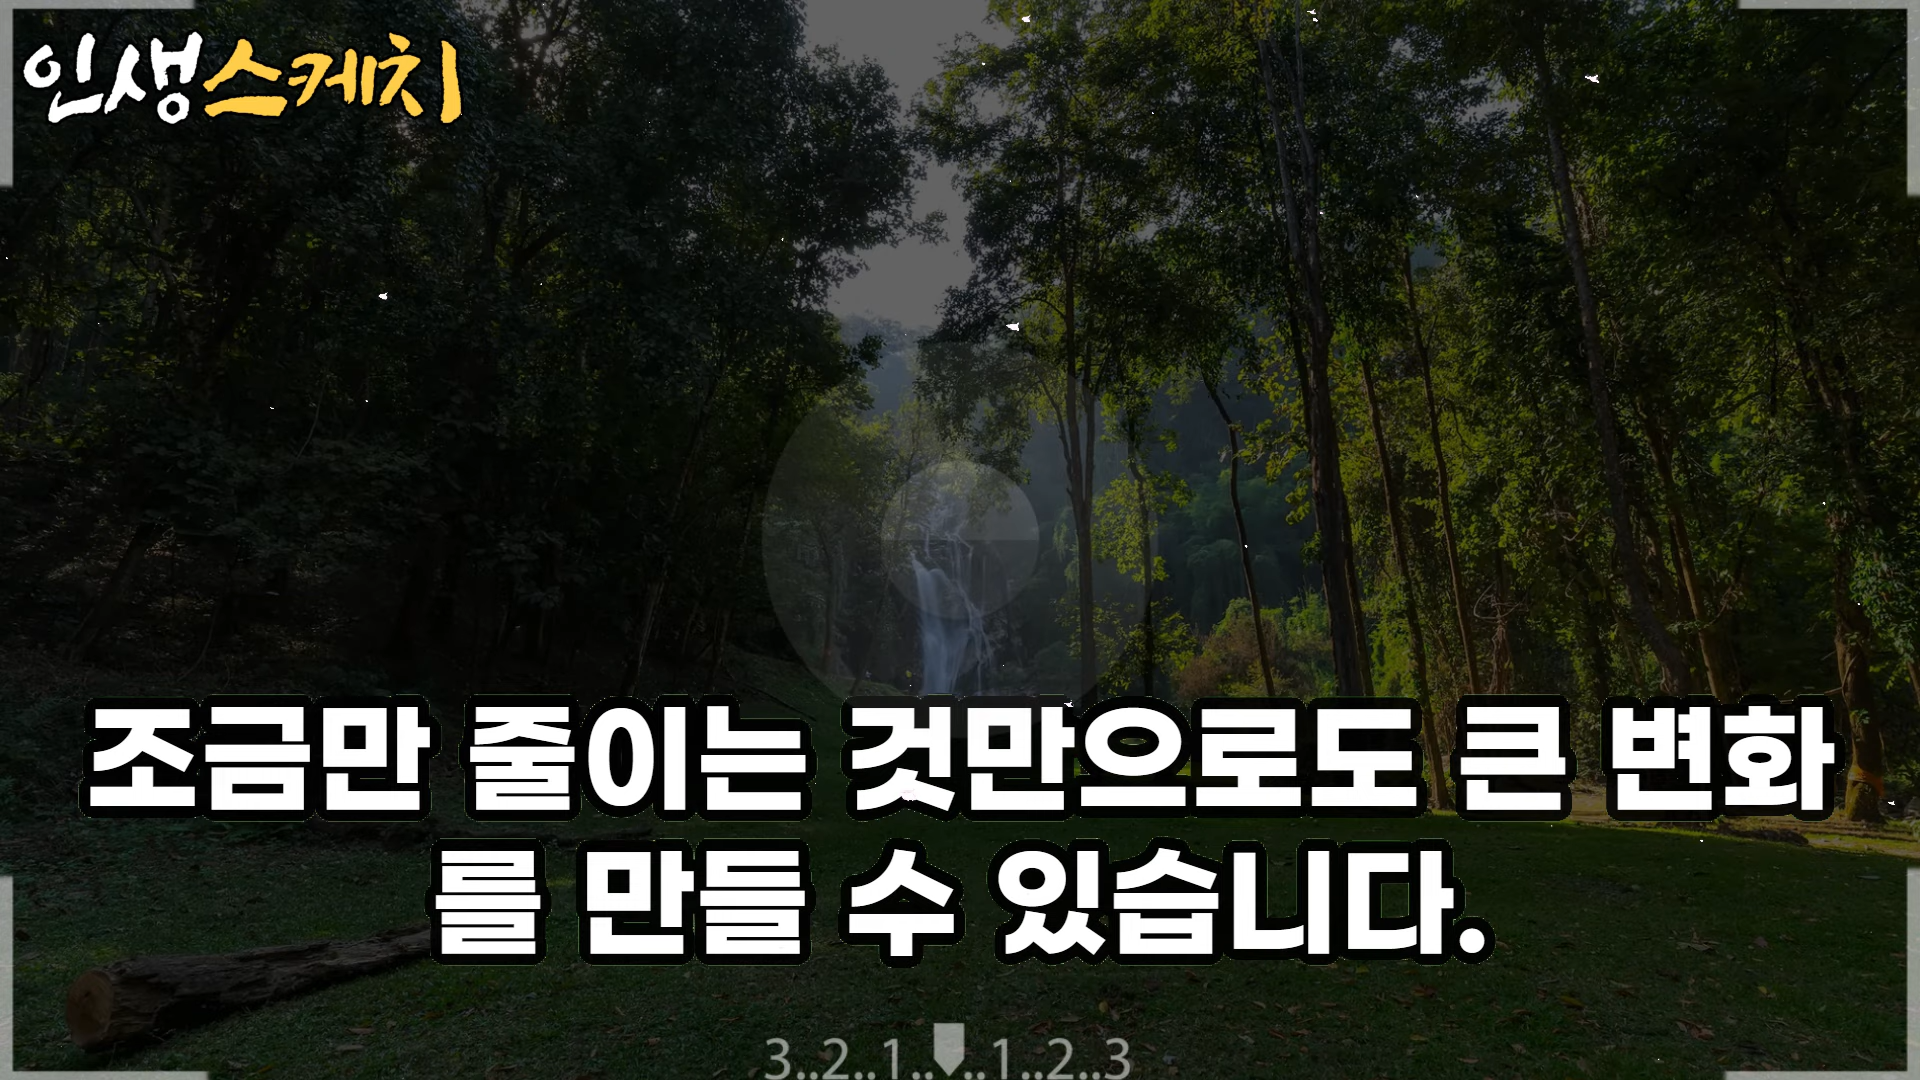 인생스케치
조금만 줄이는 것만으로도 큰 변화
를 만들 수 있습니다.
3..2..1.. ..1..2..3